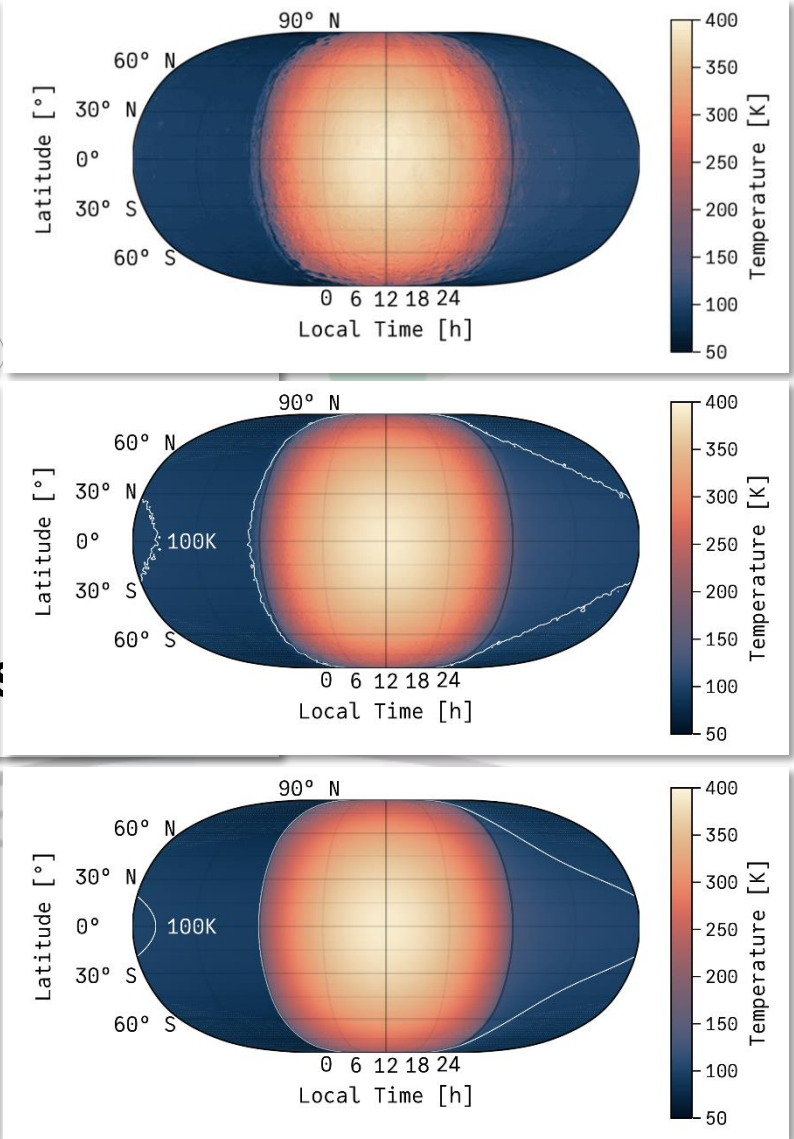 90° N
60° N
30° N
0°
30° S
60° S
Latitude [°]
0 6 12 18 24
Local Time [h]
400
350
300
250
200
150
100
50
Temperature [K]
90° N
60° N
30° N
0°
30° S
60° S
100K
Latitude [°]
0 6 12 18 24
Local Time [h]
400
350
300
250
200
150
100
50
Temperature [K]
90° N
60° N
30° N
0°
30° S
60° S
100K
Latitude [°]
0 6 12 18 24
Local Time [h]
400
350
300
250
200
150
100
50
Temperature [K]